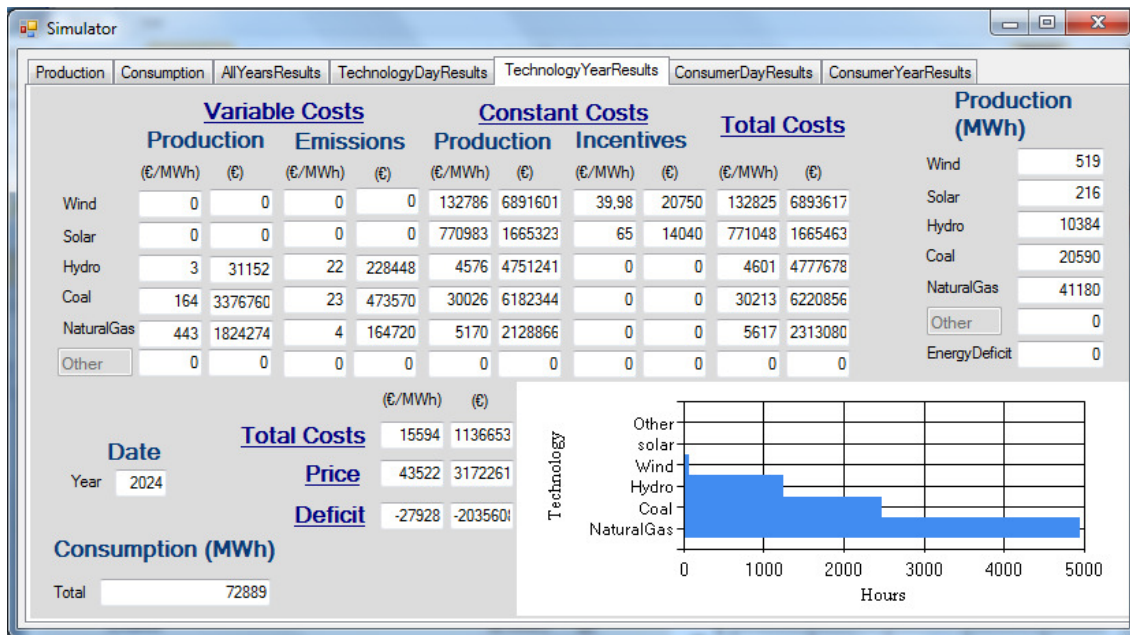 Simulator
Production Consumption AllYearsResults TechnologyDayResults TechnologyYearResults ConsumerDayResults ConsumerYearResults
Variable Costs Constant Costs Total Costs Production (MWh)
Production Emissions Production Incentives
(€/MWh) (€) (€/MWh) (€) (€/MWh) (€) (€/MWh) (€) (€/MWh) (€)
Wind 0 0 0 0 132786 6891601 39,98 20750 132825 6893617
Solar 0 0 0 0 770983 1665323 65 14040 771048 1665463
Hydro 3 31152 22 228448 4576 4751241 0 0 4601 4777678
Coal 164 3376760 23 473570 30026 6182344 0 0 30213 6220856
NaturalGas 443 1824274 4 164720 5170 2128866 0 0 5617 2313080
Other 0 0 0 0 0 0 0 0 0 0
Wind 519
Solar 216
Hydro 10384
Coal 20590
NaturalGas 41180
Other 0
EnergyDeficit 0
(€/MWh) (€)
Total Costs 15594 1136653
Price 43522 3172261
Deficit -27928 -203560
Date
Year 2024
Consumption (MWh)
Total 72889
Technology
Other
solar
Wind
Hydro
Coal
NaturalGas
0 1000 2000 3000 4000 5000
Hours